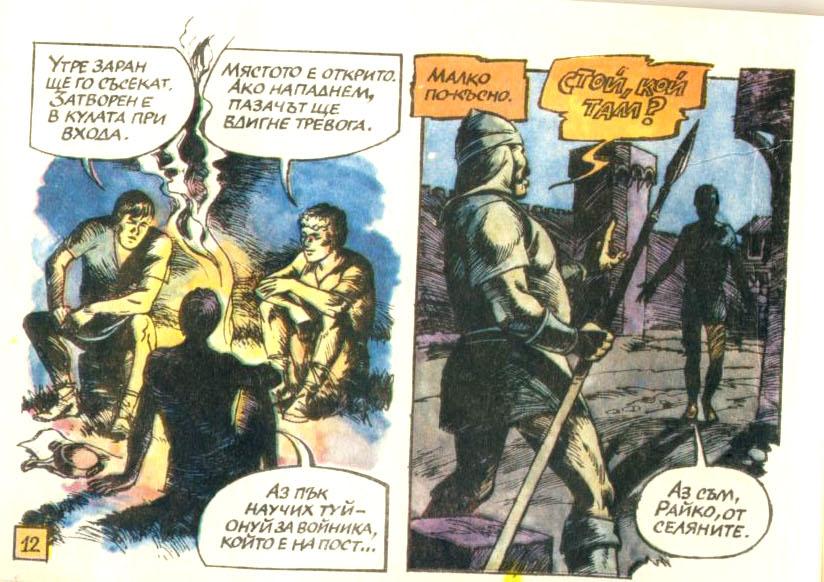 УТРЕ ЗАРАН
ЩЕ ГО СЪСЕКАТ.
ЗАТВОРЕН Е
В КУЛАТА ПРИ
ВХОДА.
МЯСТОТО Е ОТКРИТО.
АКО НАПАДНЕМ,
ПАЗАЧЪТ ЩЕ
ВДИГНЕ ТРЕВОГА.
АЗ ПЪК
НАУЧИХ ТУЙ-
ОНУЙ ЗА ВОЙНИКА,
КОЙТО Е НА ПОСТ...
12
МАЛКО
ПО-КЪСНО.
СТОЙ, КОЙ
ТАМ?
АЗ СЪМ,
РАЙКО, ОТ
СЕЛЯНИТЕ.